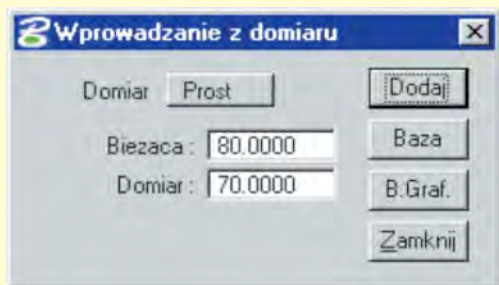 Wprowadzanie z domiaru
Domiar Prost
Dodaj
Biezaca : 80.0000
Baza
Domiar : 70.0000
B.Graf.
Zamknij